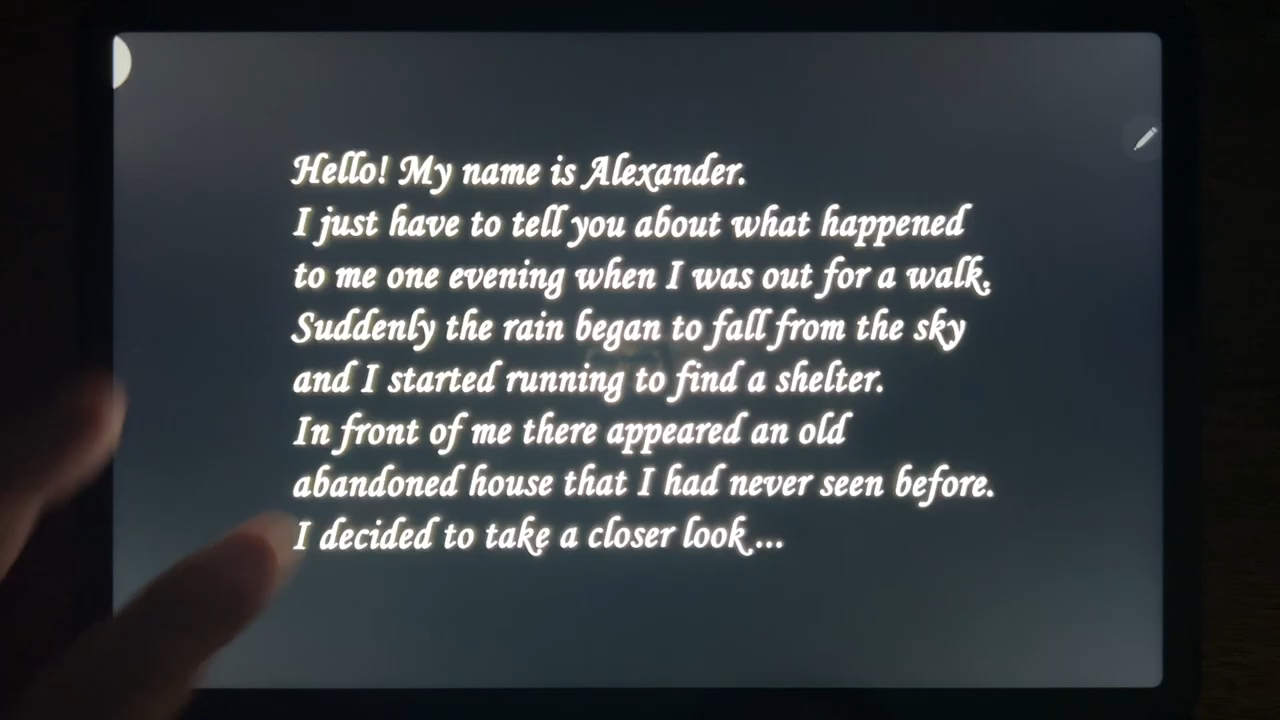 Hello! My name is Alexander.
I just have to tell you about what happened
to me one evening when I was out for a walk.
Suddenly the rain began to fall from the sky
and I started running to find a shelter.
In front of me there appeared an old
abandoned house that I had never seen before.
I decided to take a closer look...